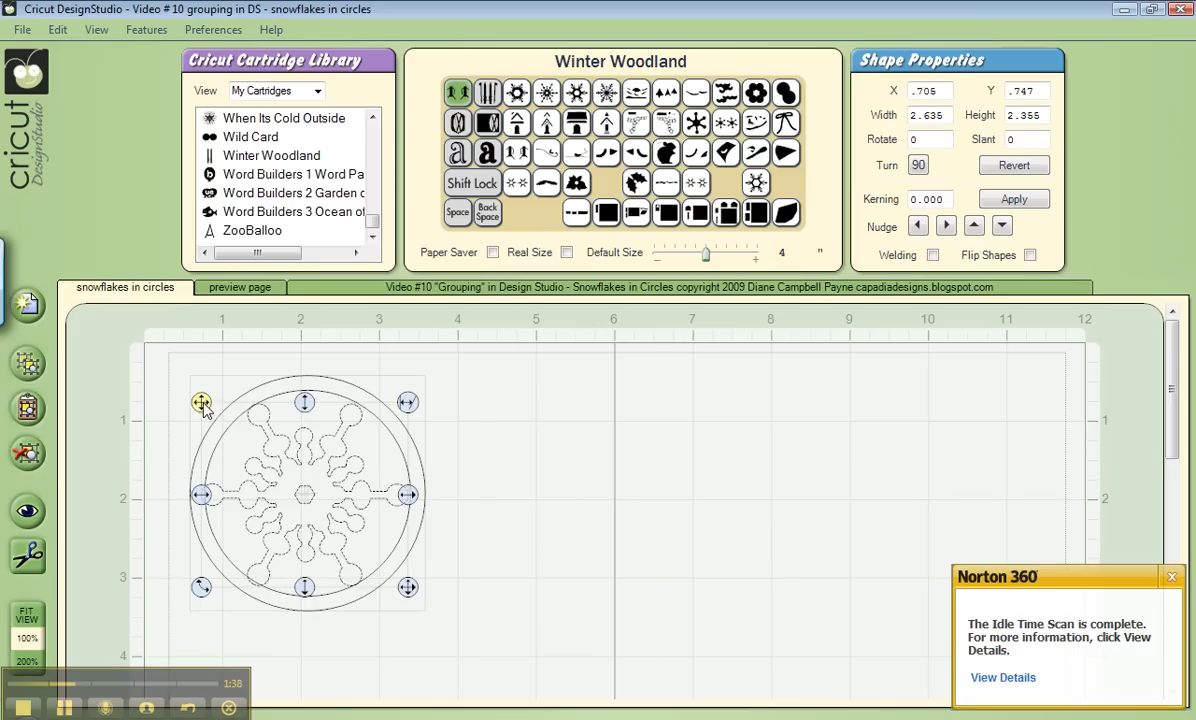 Cricut DesignStudio - Video # 10 grouping in DS - snowflakes in circles
File Edit View Features Preferences Help
cricut DesignStudio
Cricut Cartridge Library
View My Cartridges
When Its Cold Outside
Wild Card
Winter Woodland
Word Builders 1 Word Pa
Word Builders 2 Garden o
Word Builders 3 Ocean of
ZooBalloo
Winter Woodland
a a
Shift Lock
Space Back Space
Paper Saver Real Size Default Size 4 "
Shape Properties
X .705 Y .747
Width 2.635 Height 2.355
Rotate 0 Slant 0
Turn 90 Revert
Kerning 0.000 Apply
Nudge
Welding Flip Shapes
snowflakes in circles preview page Video #10 "Grouping" in Design Studio - Snowflakes in Circles copyright 2009 Diane Campbell Payne capadiadesigns.blogspot.com
1 2 3 4 5 6 7 8 9 10 11 12
1 1
2 2
3
4
FIT VIEW
100%
200%
1:38
Norton 360
The Idle Time Scan is complete.
For more information, click View
Details.
View Details